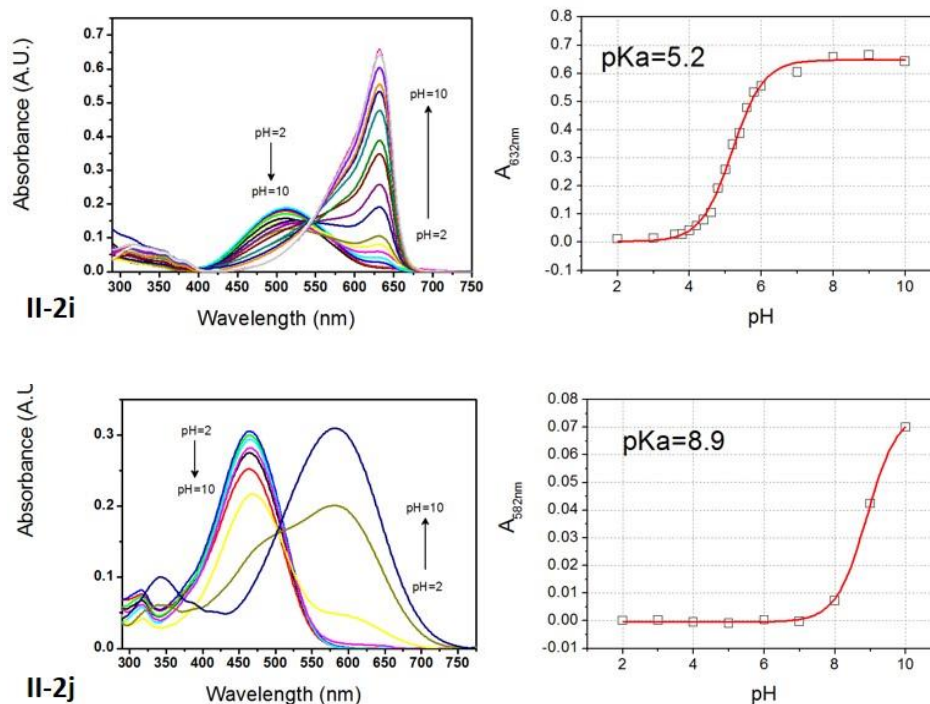 Absorbance (A.U.)
0.7
0.6
0.5
0.4
0.3
0.2
0.1
0.0
pH=2
pH=10
pH=10
pH=2
300 350 400 450 500 550 600 650 700 750
Wavelength (nm)
II-2i
A632nm
0.8
0.7
0.6
0.5
0.4
0.3
0.2
0.1
0.0
-0.1
pKa=5.2
2 4 6 8 10
pH
Absorbance (A.U
0.3
0.2
0.1
0.0
pH=2
pH=10
pH=10
pH=2
300 350 400 450 500 550 600 650 700 750
Wavelength (nm)
II-2j
A582nm
0.08
0.07
0.06
0.05
0.04
0.03
0.02
0.01
0.00
-0.01
pKa=8.9
2 4 6 8 10
pH